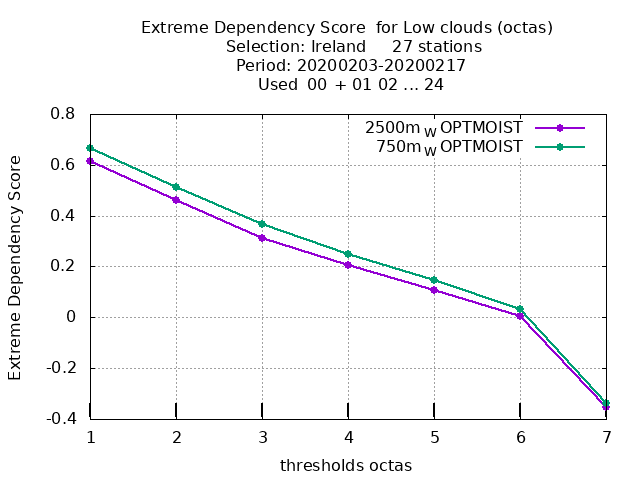 Extreme Dependency Score  for Low clouds (octas)
Selection: Ireland     27 stations
Period: 20200203-20200217
Used  00  + 01 02 ... 24
0.8
0.6
0.4
0.2
0
-0.2
-0.4
Extreme Dependency Score
2500m W OPTMOIST
750m W OPTMOIST
1 2 3 4 5 6 7
thresholds octas